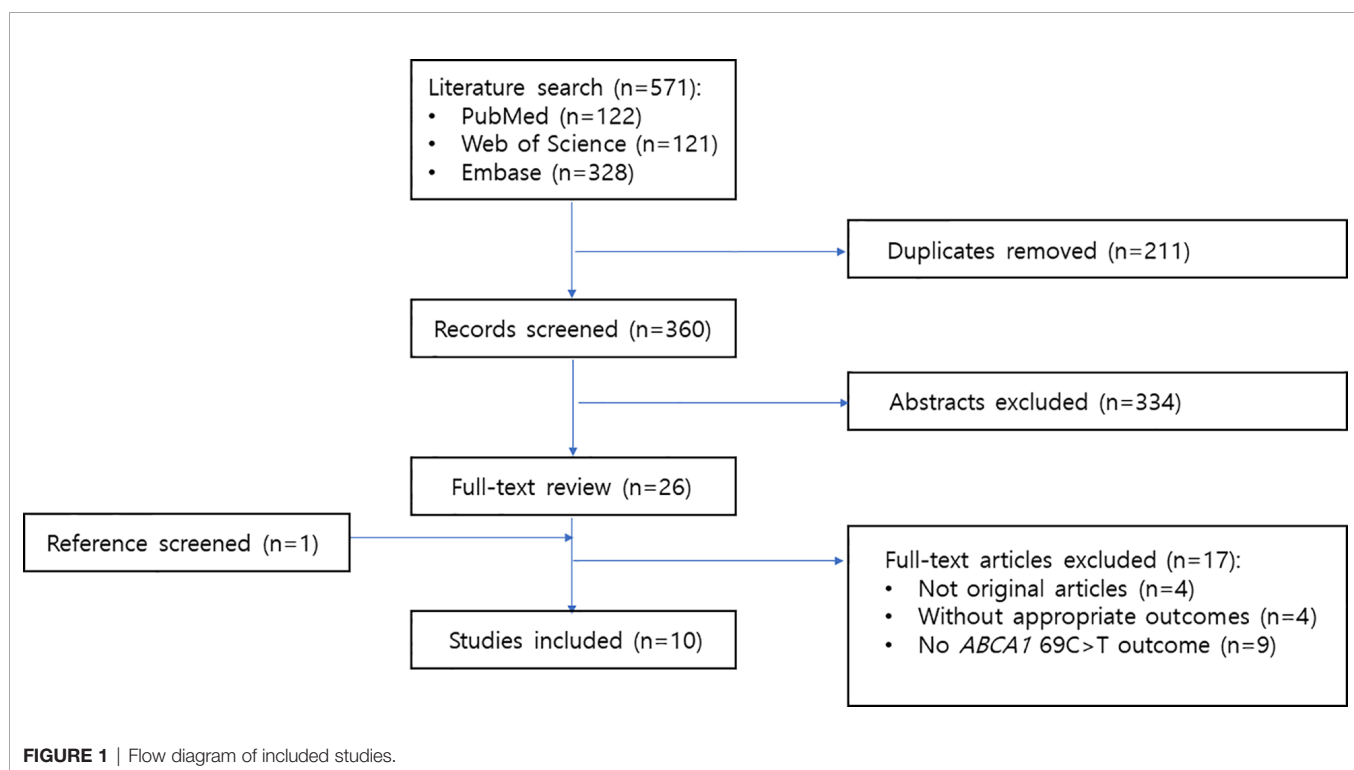 Literature search (n=571):
• PubMed (n=122)
• Web of Science (n=121)
• Embase (n=328)
Duplicates removed (n=211)
Records screened (n=360)
Abstracts excluded (n=334)
Full-text review (n=26)
Reference screened (n=1)
Full-text articles excluded (n=17):
• Not original articles (n=4)
• Without appropriate outcomes (n=4)
• No ABCA1 69C>T outcome (n=9)
Studies included (n=10)
FIGURE 1 | Flow diagram of included studies.